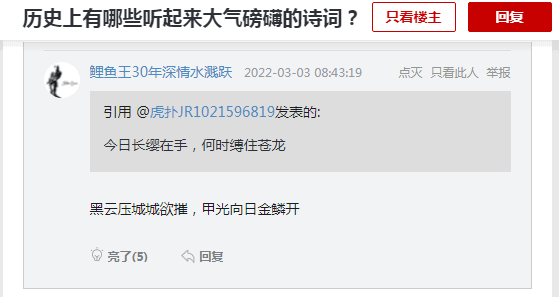 历史上有哪些听起来大气磅礴的诗词？ 只看楼主 回复
鲤鱼王30年深情水溅跃 2022-03-03 08:43:19 点灭 只看此人 举报
引用 @虎扑JR1021596819发表的:
今日长缨在手，何时缚住苍龙
黑云压城城欲摧，甲光向日金鳞开
亮了(5) 回复